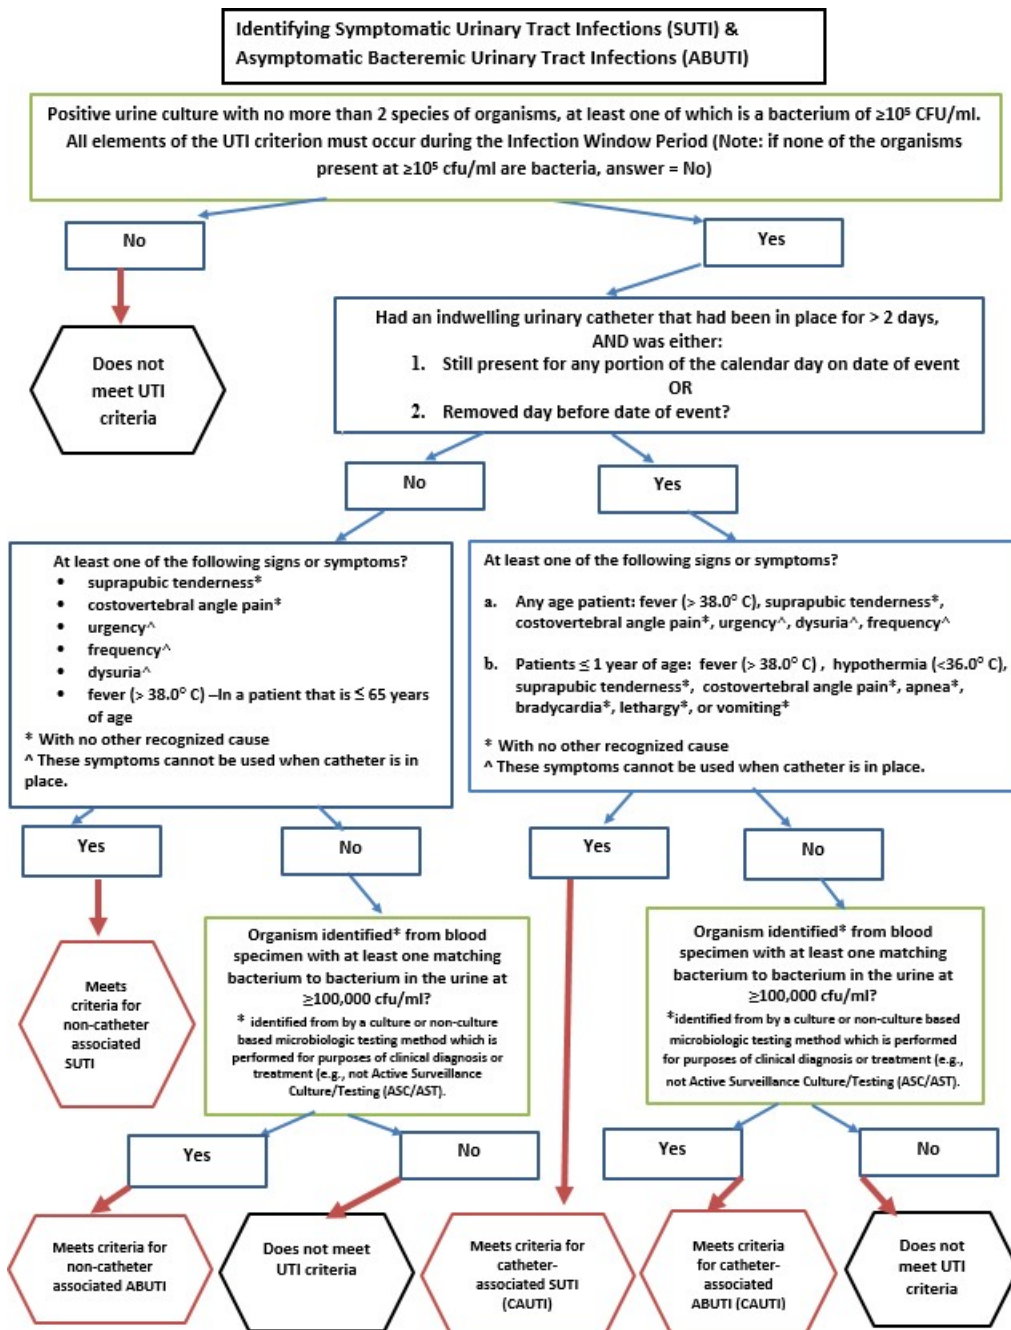 Identifying Symptomatic Urinary Tract Infections (SUTI) &
Asymptomatic Bacteremic Urinary Tract Infections (ABUTI)
Positive urine culture with no more than 2 species of organisms, at least one of which is a bacterium of ≥10⁵ CFU/ml.
All elements of the UTI criterion must occur during the Infection Window Period (Note: if none of the organisms
present at ≥10⁵ cfu/ml are bacteria, answer = No)
No
Yes
Does not
meet UTI
criteria
Had an indwelling urinary catheter that had been in place for > 2 days,
AND was either:
1. Still present for any portion of the calendar day on date of event
OR
2. Removed day before date of event?
No
Yes
At least one of the following signs or symptoms?
• suprapubic tenderness*
• costovertebral angle pain*
• urgency^
• frequency^
• dysuria^
• fever (> 38.0° C) –In a patient that is ≤ 65 years
of age
* With no other recognized cause
^ These symptoms cannot be used when catheter is in
place.
At least one of the following signs or symptoms?
a. Any age patient: fever (> 38.0° C), suprapubic tenderness*,
costovertebral angle pain*, urgency^, dysuria^, frequency^
b. Patients ≤ 1 year of age: fever (> 38.0° C) , hypothermia (<36.0° C),
suprapubic tenderness*, costovertebral angle pain*, apnea*,
bradycardia*, lethargy*, or vomiting*
* With no other recognized cause
^ These symptoms cannot be used when catheter is in place.
Yes
No
Yes
No
Meets
criteria for
non-catheter
associated
SUTI
Organism identified* from blood
specimen with at least one matching
bacterium to bacterium in the urine at
≥100,000 cfu/ml?
* identified from by a culture or non-culture
based microbiologic testing method which is
performed for purposes of clinical diagnosis or
treatment (e.g., not Active Surveillance
Culture/Testing (ASC/AST).
Organism identified* from blood
specimen with at least one matching
bacterium to bacterium in the urine at
≥100,000 cfu/ml?
*identified from by a culture or non-culture based
microbiologic testing method which is performed
for purposes of clinical diagnosis or treatment (e.g.,
not Active Surveillance Culture/Testing (ASC/AST).
Yes
No
Yes
No
Meets criteria for
non-catheter
associated ABUTI
Does not meet
UTI criteria
Meets criteria for
catheter-
associated SUTI
(CAUTI)
Meets criteria
for catheter-
associated
ABUTI (CAUTI)
Does not
meet UTI
criteria